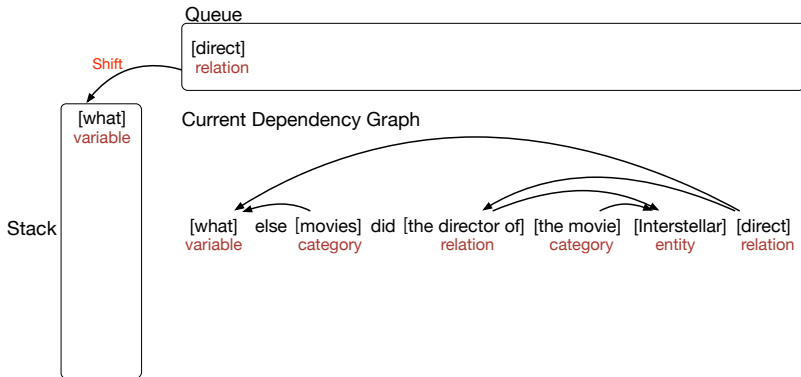 Queue
[direct]
relation
Shift
[what]
variable
Current Dependency Graph
Stack
[what] else [movies] did [the director of] [the movie] [Interstellar] [direct]
variable category relation category entity relation